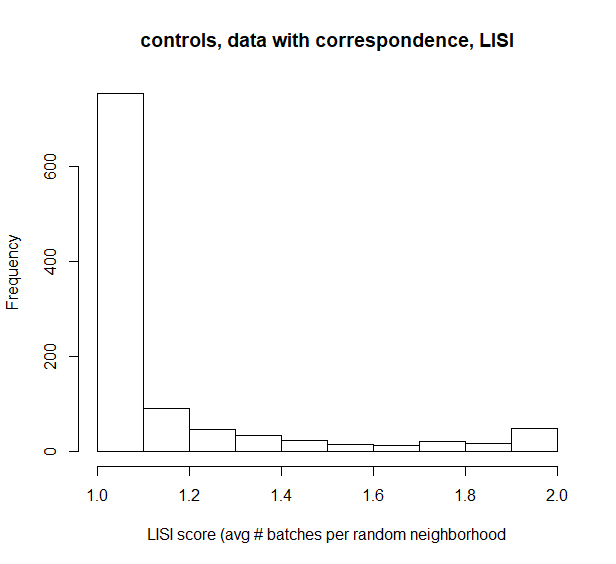 controls, data with correspondence, LISI
Frequency
600
400
200
0
1.0 1.2 1.4 1.6 1.8 2.0
LISI score (avg # batches per random neighborhood